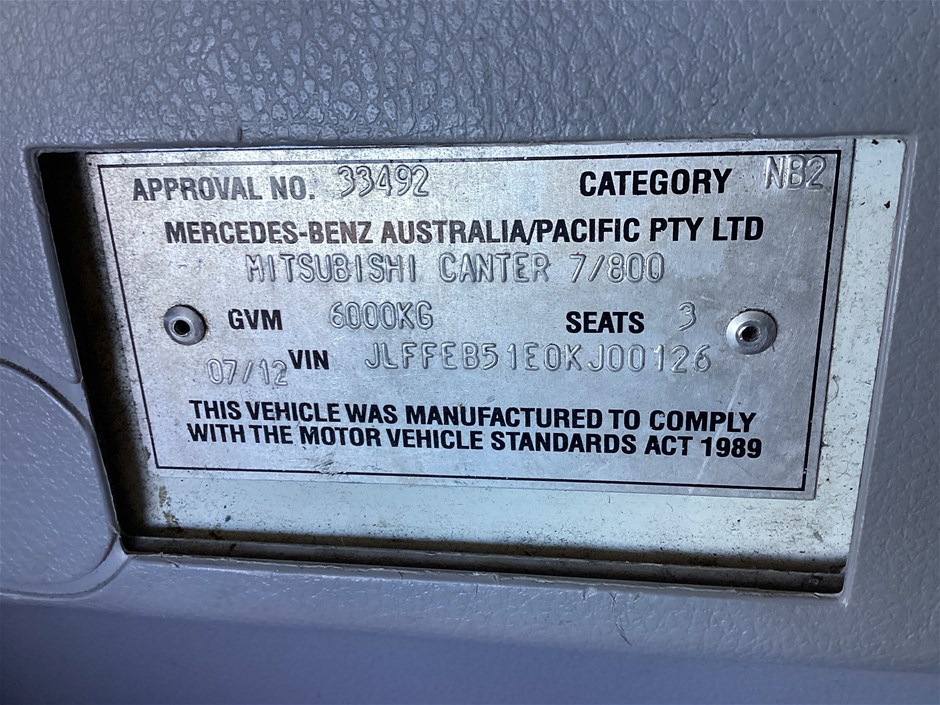 APPROVAL NO. 33492 CATEGORY NB2
MERCEDES-BENZ AUSTRALIA/PACIFIC PTY LTD
MITSUBISHI CANTER 7/800
GVM 6000KG SEATS 3
07/12 VIN JLFFEB51E0KJ00126
THIS VEHICLE WAS MANUFACTURED TO COMPLY
WITH THE MOTOR VEHICLE STANDARDS ACT 1989